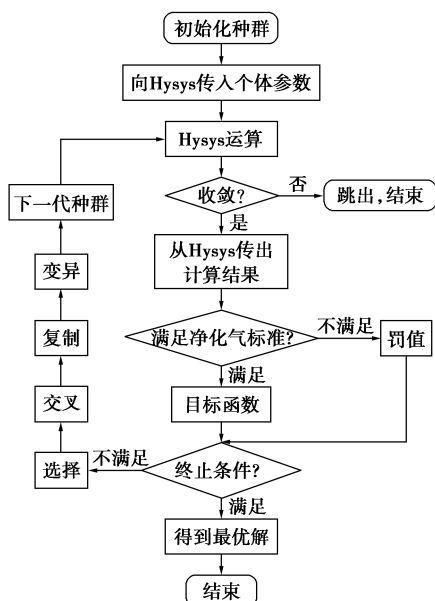 初始化种群
向Hysys传入个体参数
Hysys运算
下一代种群
收敛?
否
跳出,结束
是
变异
从Hysys传出
计算结果
复制
满足净化气标准?
不满足
罚值
满足
交叉
目标函数
选择
不满足
终止条件?
满足
得到最优解
结束